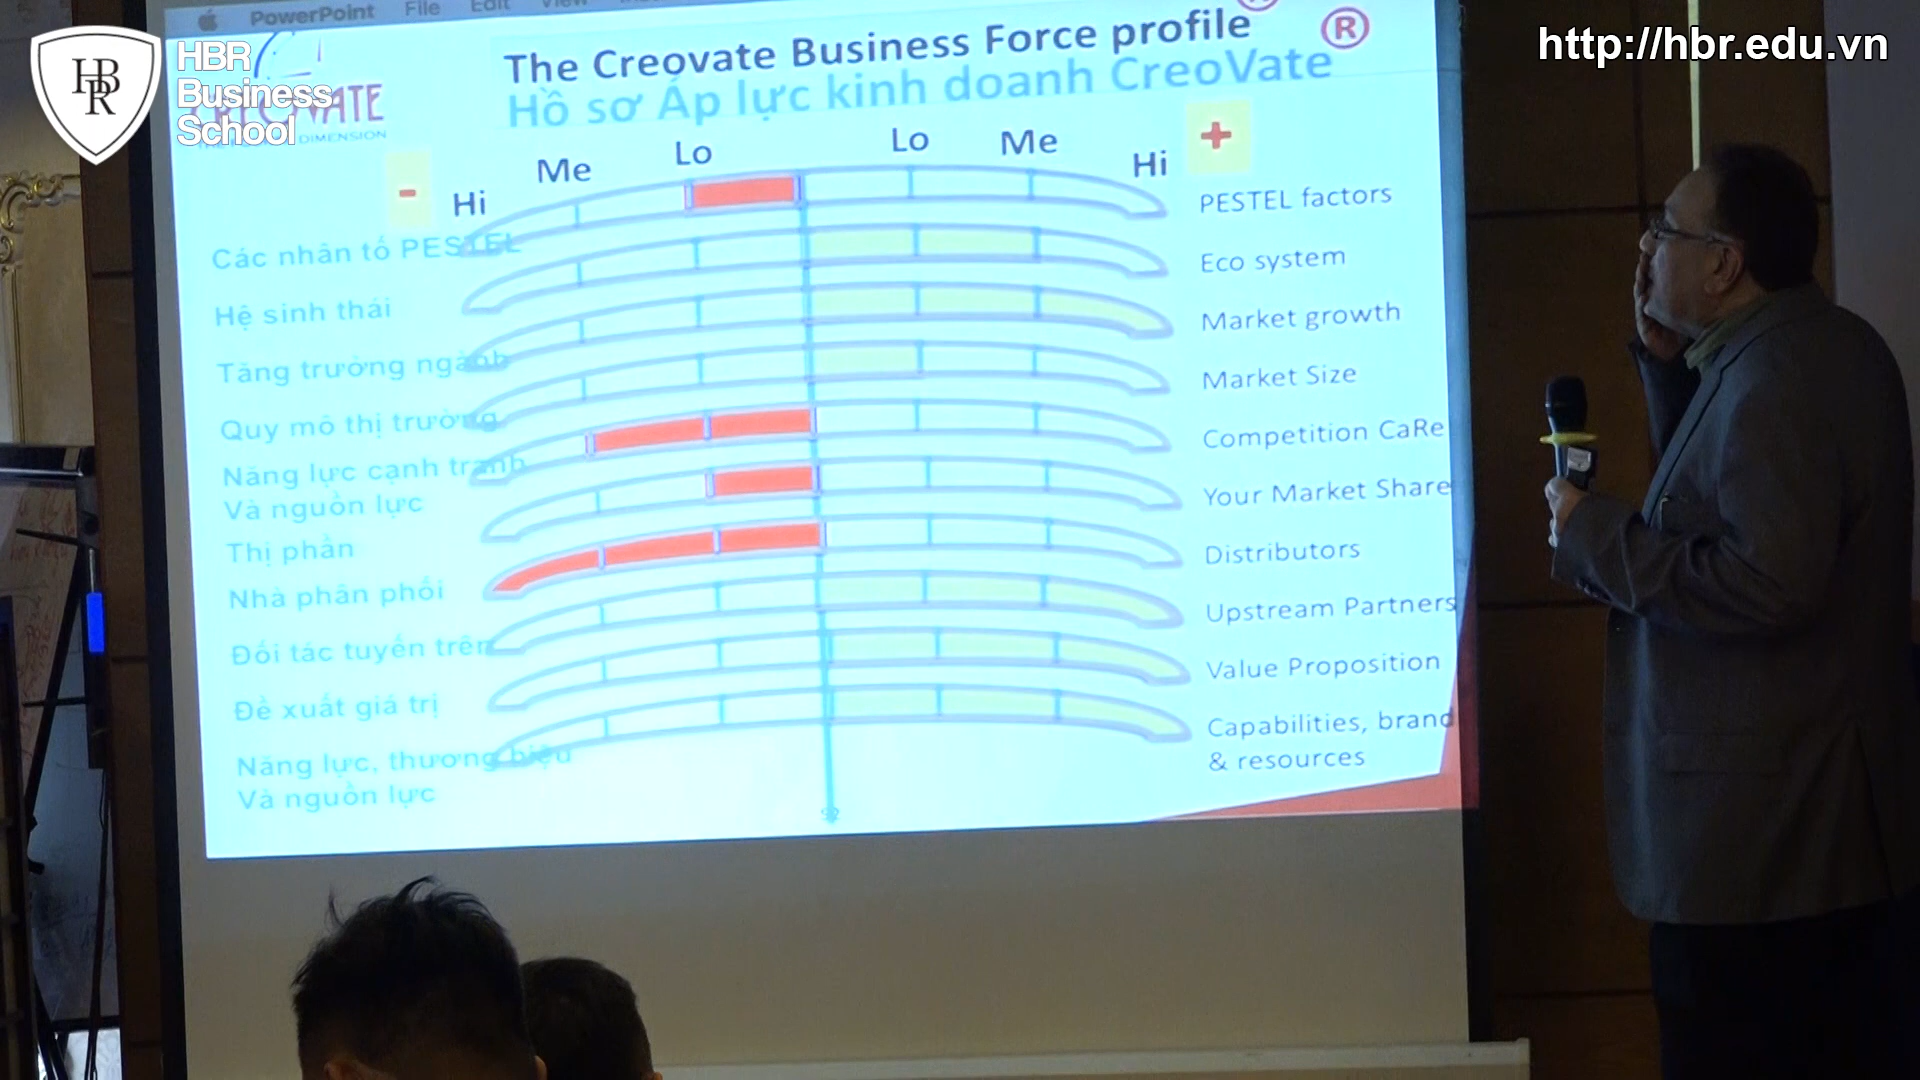 PowerPoint File Edit View
HBR
Business
School
HBR
http://hbr.edu.vn
The Creovate Business Force profile
Hồ sơ Áp lực kinh doanh CreoVate ®
DIMENSION
- Hi Me Lo Lo Me Hi +
Các nhân tố PESTEL
PESTEL factors
Hệ sinh thái
Eco system
Tăng trưởng ngành
Market growth
Quy mô thị trường
Market Size
Năng lực cạnh tranh
Và nguồn lực
Competition CaRe
Thị phần
Your Market Share
Nhà phân phối
Distributors
Đối tác tuyến trên
Upstream Partners
Đề xuất giá trị
Value Proposition
Năng lực, thương hiệu
Và nguồn lực
Capabilities, brand
& resources